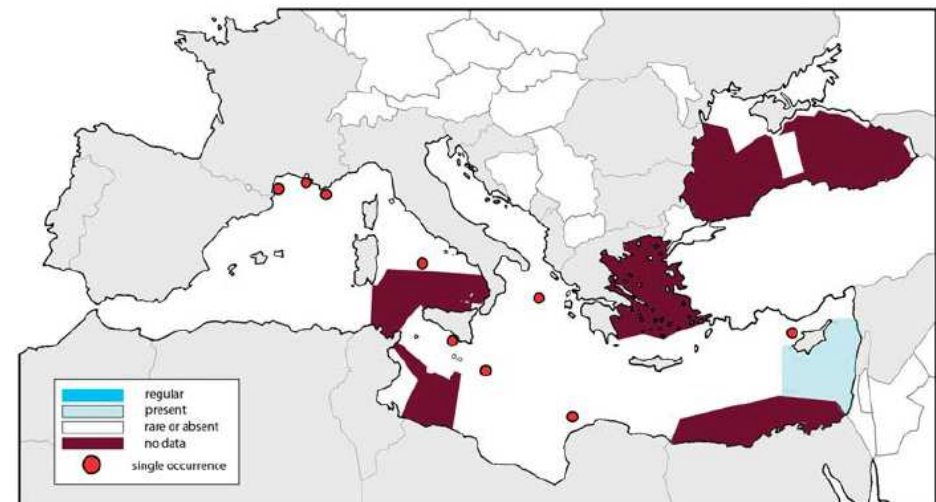 regular
present
rare or absent
no data
single occurrence